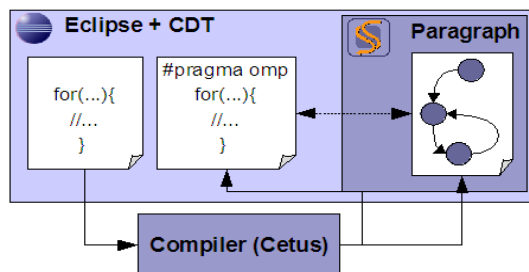 Eclipse + CDT
Paragraph
for(...){
//...
}
#pragma omp
for(...){
//...
}
Compiler (Cetus)